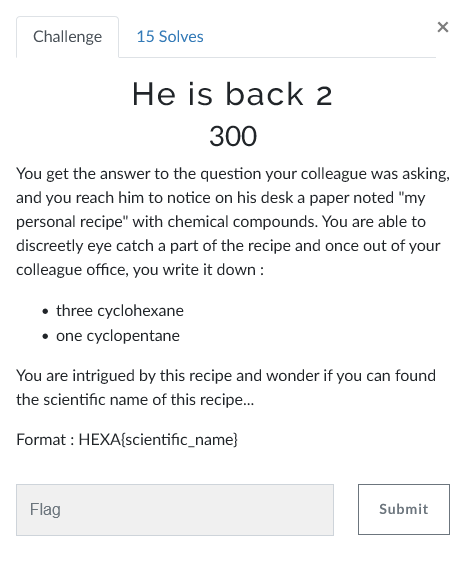 Challenge
15 Solves
×
He is back 2
300
You get the answer to the question your colleague was asking,
and you reach him to notice on his desk a paper noted "my
personal recipe" with chemical compounds. You are able to
discreetly eye catch a part of the recipe and once out of your
colleague office, you write it down :
• three cyclohexane
• one cyclopentane
You are intrigued by this recipe and wonder if you can found
the scientific name of this recipe...
Format : HEXA{scientific_name}
Flag
Submit